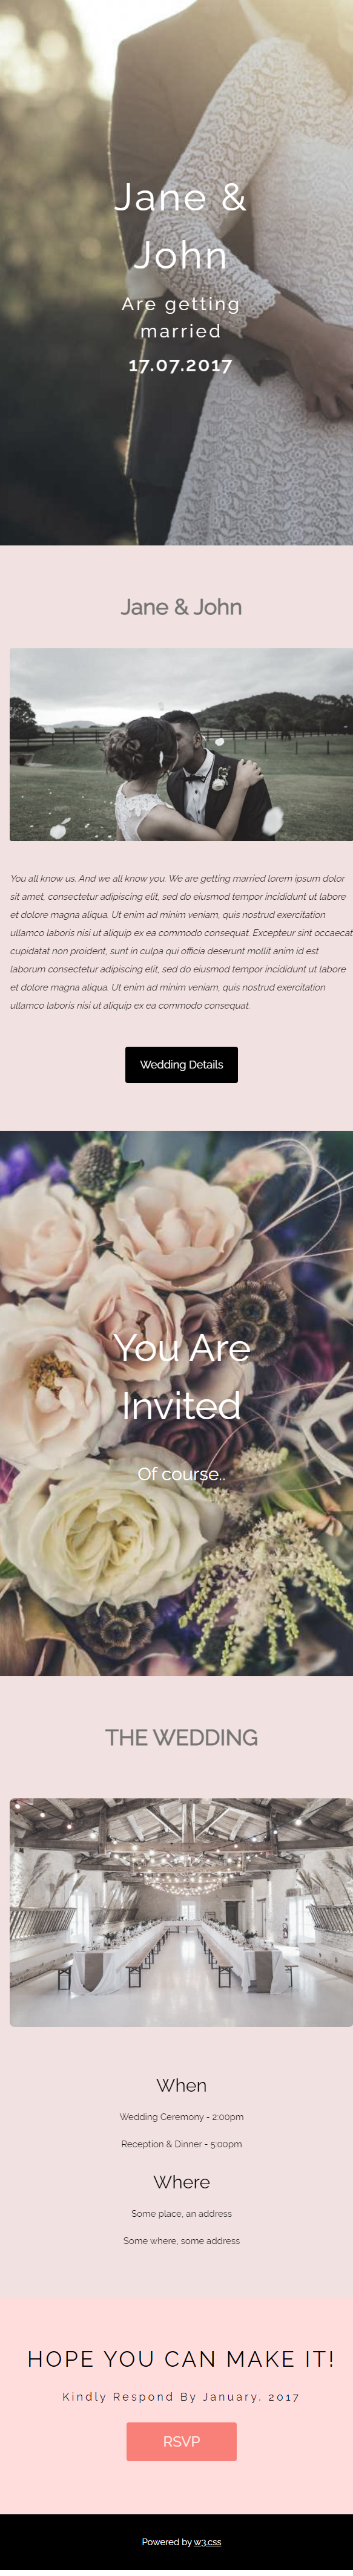 Jane &
John
Are getting
married
17.07.2017
Jane & John
You all know us. And we all know you. We are getting married lorem ipsum dolor
sit amet, consectetur adipiscing elit, sed do eiusmod tempor incididunt ut labore
et dolore magna aliqua. Ut enim ad minim veniam, quis nostrud exercitation
ullamco laboris nisi ut aliquip ex ea commodo consequat. Excepteur sint occaecat
cupidatat non proident, sunt in culpa qui officia deserunt mollit anim id est
laborum consectetur adipiscing elit, sed do eiusmod tempor incididunt ut labore
et dolore magna aliqua. Ut enim ad minim veniam, quis nostrud exercitation
ullamco laboris nisi ut aliquip ex ea commodo consequat.
Wedding Details
You Are
Invited
Of course..
THE WEDDING
When
Wedding Ceremony - 2:00pm
Reception & Dinner - 5:00pm
Where
Some place, an address
Some where, some address
HOPE YOU CAN MAKE IT!
Kindly Respond By January, 2017
RSVP
Powered by w3.css